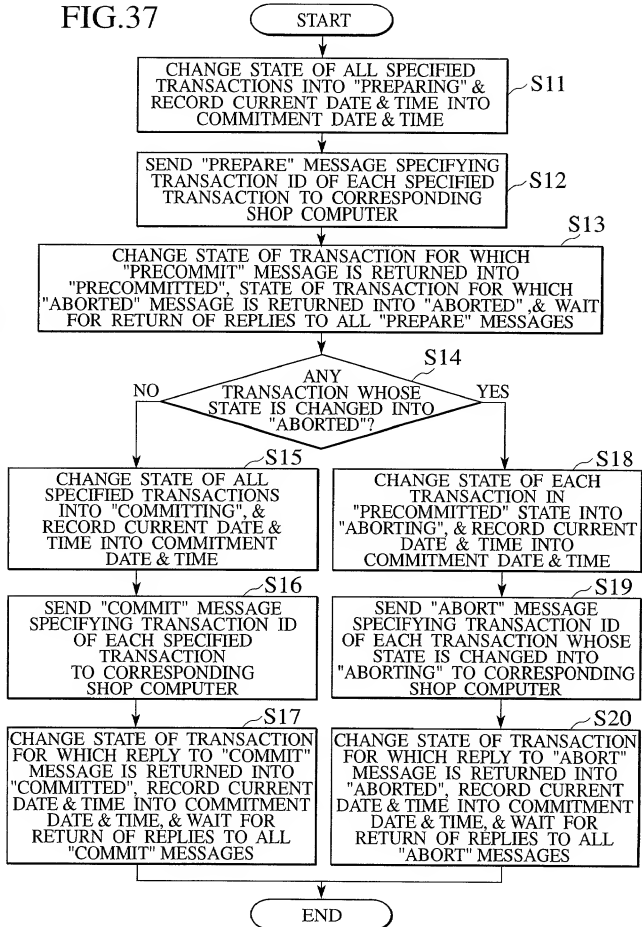 FIG.37
START
CHANGE STATE OF ALL SPECIFIED
TRANSACTIONS INTO "PREPARING" &
RECORD CURRENT DATE & TIME INTO
COMMITMENT DATE & TIME
S11
SEND "PREPARE" MESSAGE SPECIFYING
TRANSACTION ID OF EACH SPECIFIED
TRANSACTION TO CORRESPONDING
SHOP COMPUTER
S12
S13
CHANGE STATE OF TRANSACTION FOR WHICH
"PRECOMMIT" MESSAGE IS RETURNED INTO
"PRECOMMITTED", STATE OF TRANSACTION FOR WHICH
"ABORTED" MESSAGE IS RETURNED INTO "ABORTED",& WAIT
FOR RETURN OF REPLIES TO ALL "PREPARE" MESSAGES
S14
ANY
TRANSACTION WHOSE
STATE IS CHANGED INTO
"ABORTED"?
NO
YES
S15
CHANGE STATE OF ALL
SPECIFIED TRANSACTIONS
INTO "COMMITTING", &
RECORD CURRENT DATE &
TIME INTO COMMITMENT
DATE & TIME
S16
SEND "COMMIT" MESSAGE
SPECIFYING TRANSACTION ID
OF EACH SPECIFIED
TRANSACTION
TO CORRESPONDING
SHOP COMPUTER
S17
CHANGE STATE OF TRANSACTION
FOR WHICH REPLY TO "COMMIT"
MESSAGE IS RETURNED INTO
"COMMITTED", RECORD CURRENT
DATE & TIME INTO COMMITMENT
DATE & TIME, & WAIT FOR
RETURN OF REPLIES TO ALL
"COMMIT" MESSAGES
S18
CHANGE STATE OF EACH
TRANSACTION IN
"PRECOMMITTED" STATE INTO
"ABORTING", & RECORD CURRENT
DATE & TIME INTO
COMMITMENT DATE & TIME
S19
SEND "ABORT" MESSAGE
SPECIFYING TRANSACTION ID
OF EACH TRANSACTION WHOSE
STATE IS CHANGED INTO
"ABORTING" TO CORRESPONDING
SHOP COMPUTER
S20
CHANGE STATE OF TRANSACTION
FOR WHICH REPLY TO "ABORT"
MESSAGE IS RETURNED INTO
"ABORTED, RECORD CURRENT
DATE & TIME INTO COMMITMENT
DATE & TIME, & WAIT FOR
RETURN OF REPLIES TO ALL
"ABORT" MESSAGES
END